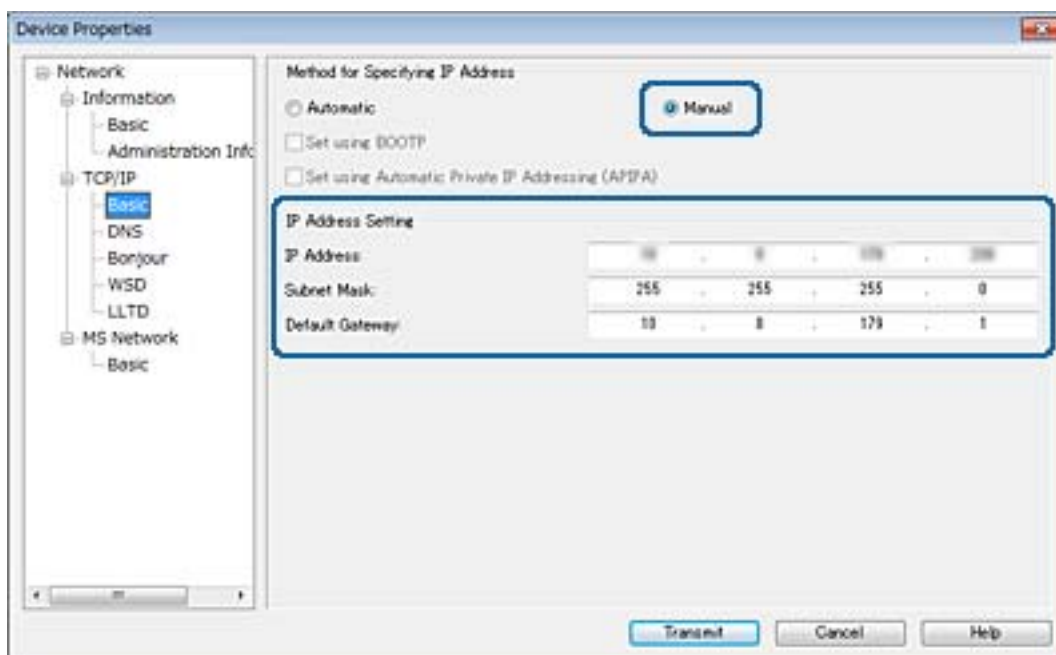 Device Properties
Network
Information
Basic
Administration Info
TCP/IP
Basic
DNS
Bonjour
WSD
LLTD
MS Network
Basic
Method for Specifying IP Address
Automatic
Manual
Set using BOOTP
Set using Automatic Private IP Addressing (APIPA)
IP Address Setting
IP Address:
Subnet Mask: 255 . 255 . 255 . 0
Default Gateway: 10 . 8 . 179 . 1
Transmit Cancel Help